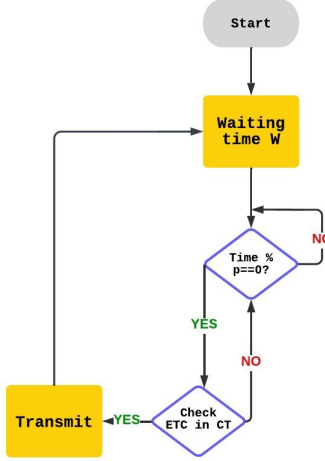 Start
Waiting
time W
Time %
p==0?
NO
YES
NO
Check
ETC in CT
YES
Transmit